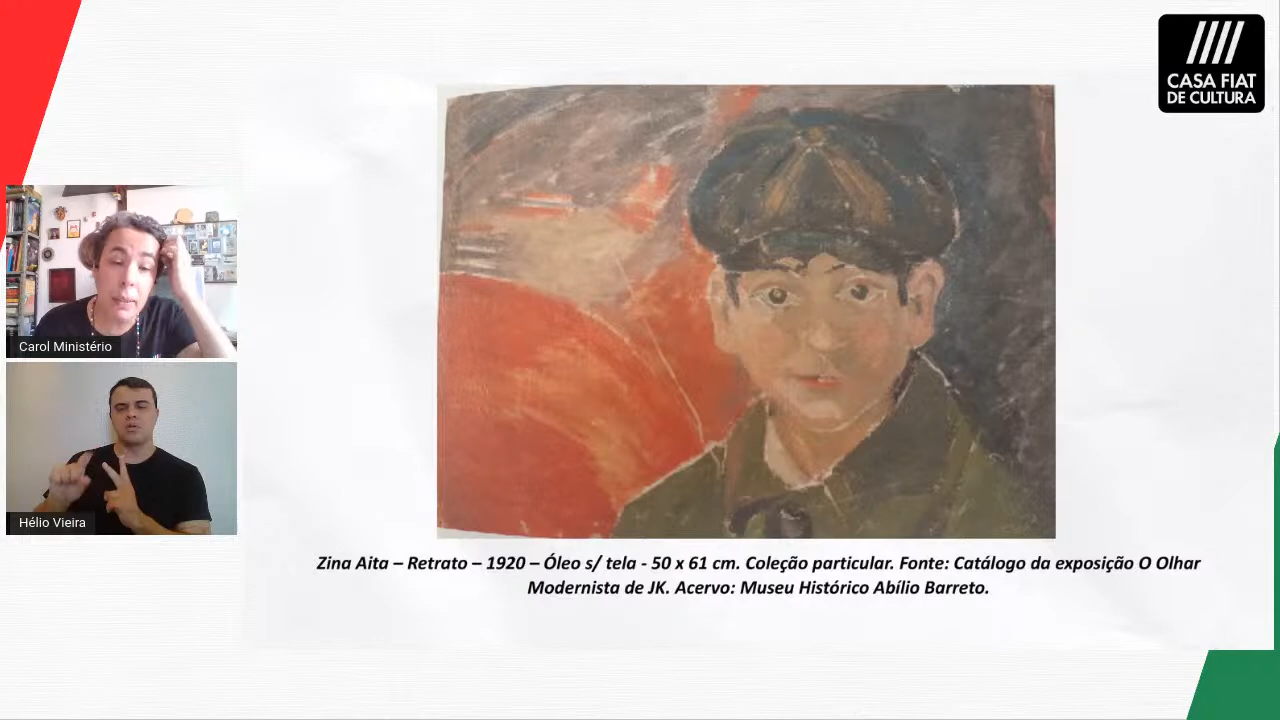 CASA FIAT
DE CULTURA
Carol Ministério
Hélio Vieira
Zina Aita – Retrato – 1920 – Óleo s/ tela - 50 x 61 cm. Coleção particular. Fonte: Catálogo da exposição O Olhar
Modernista de JK. Acervo: Museu Histórico Abílio Barreto.